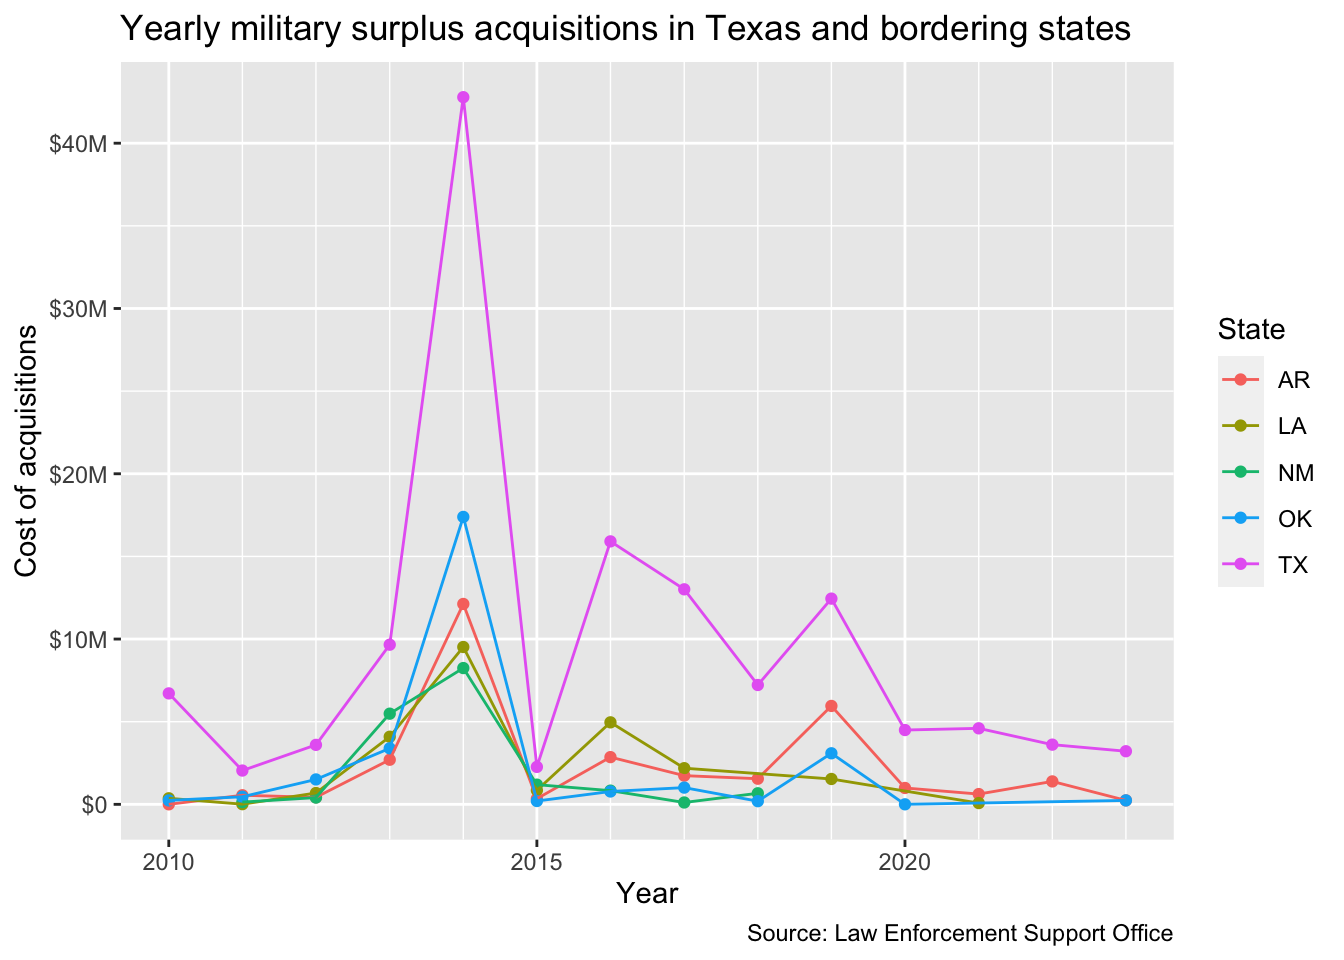 Yearly military surplus acquisitions in Texas and bordering states
$40M
$30M
$20M
$10M
$0
Cost of acquisitions
2010
2015
2020
Year
State
AR
LA
NM
OK
TX
Source: Law Enforcement Support Office